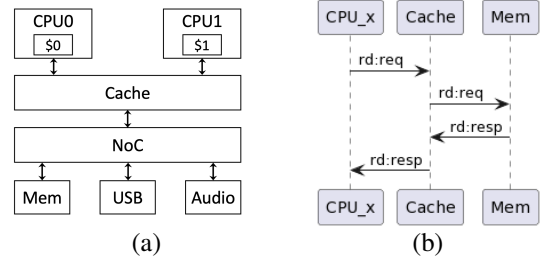 CPU0
$0
CPU1
$1
Cache
NoC
Mem
USB
Audio
(a)
CPU_x
Cache
Mem
rd:req
rd:req
rd:resp
rd:resp
CPU_x
Cache
Mem
(b)